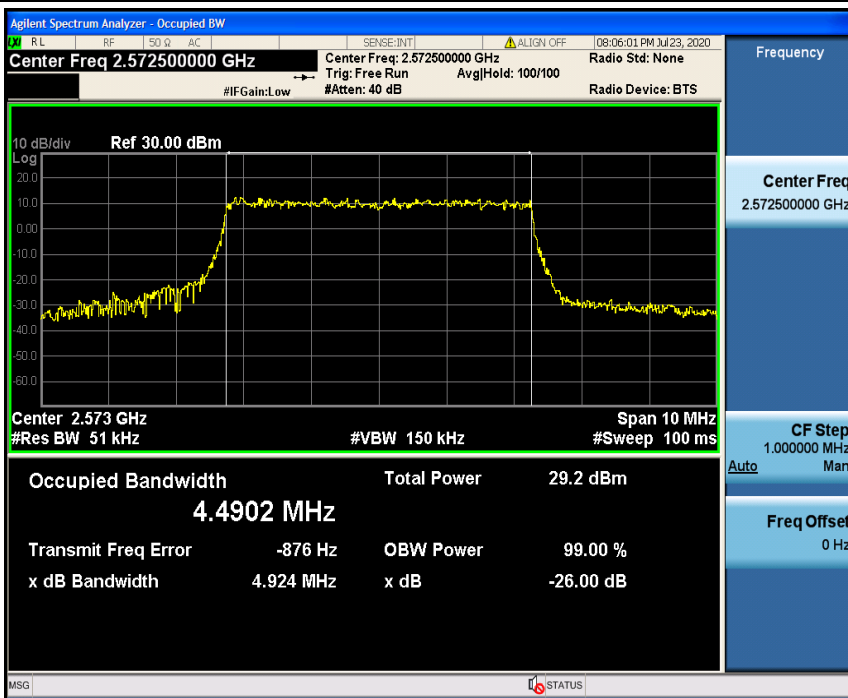 Agilent Spectrum Analyzer - Occupied BW
LXI RL RF 50 Ω AC SENSE:INT ALIGN OFF 08:06:01 PM Jul 23, 2020
Center Freq 2.572500000 GHz
Center Freq: 2.572500000 GHz Radio Std: None
Trig: Free Run Avg|Hold: 100/100
#IFGain:Low #Atten: 40 dB Radio Device: BTS
Frequency
10 dB/div Ref 30.00 dBm
Log
20.0
10.0
0.00
-10.0
-20.0
-30.0
-40.0
-50.0
-60.0
Center 2.573 GHz Span 10 MHz
#Res BW 51 kHz #VBW 150 kHz #Sweep 100 ms
Center Freq
2.572500000 GHz
CF Step
1.000000 MHz
Auto Man
Freq Offset
0 Hz
Occupied Bandwidth Total Power 29.2 dBm
4.4902 MHz
Transmit Freq Error -876 Hz OBW Power 99.00 %
x dB Bandwidth 4.924 MHz x dB -26.00 dB
MSG STATUS